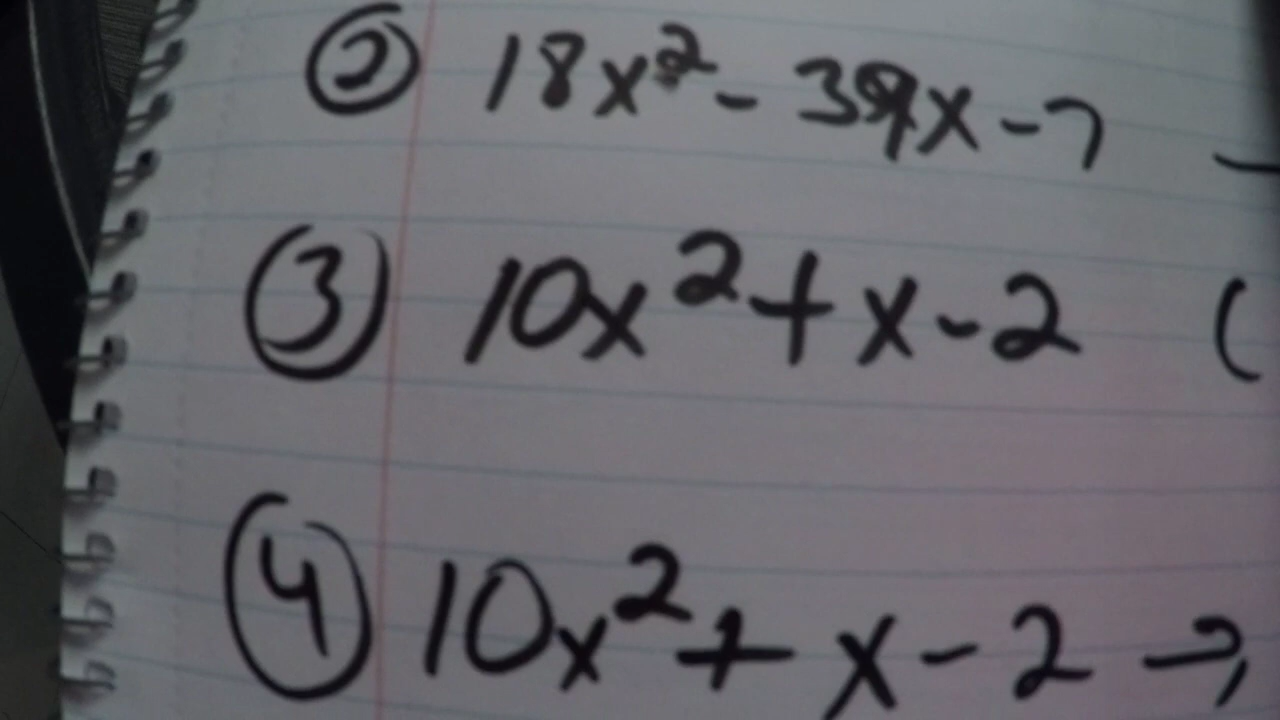 ② 18x² - 39x - 7 -
③ 10x² + x - 2 (
④ 10x² + x - 2 →